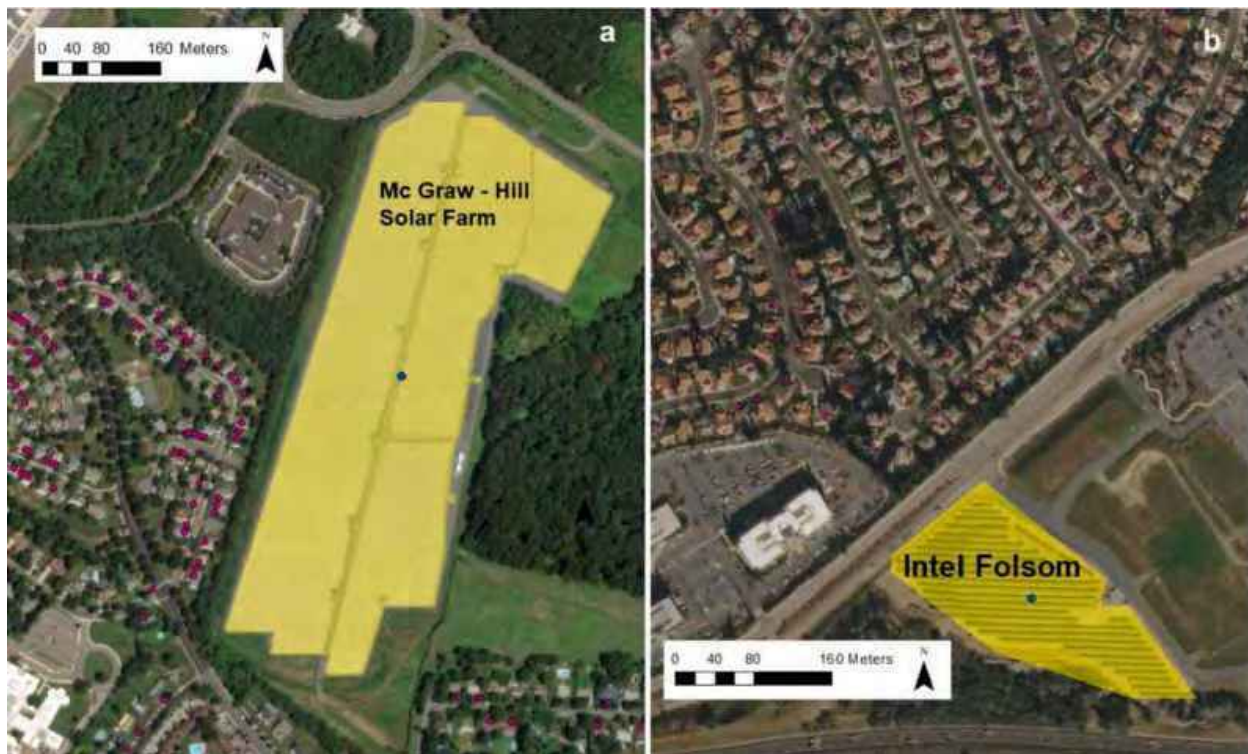 0 40 80 160 Meters
N
a
Mc Graw - Hill
Solar Farm
b
Intel Folsom
0 40 80 160 Meters
N